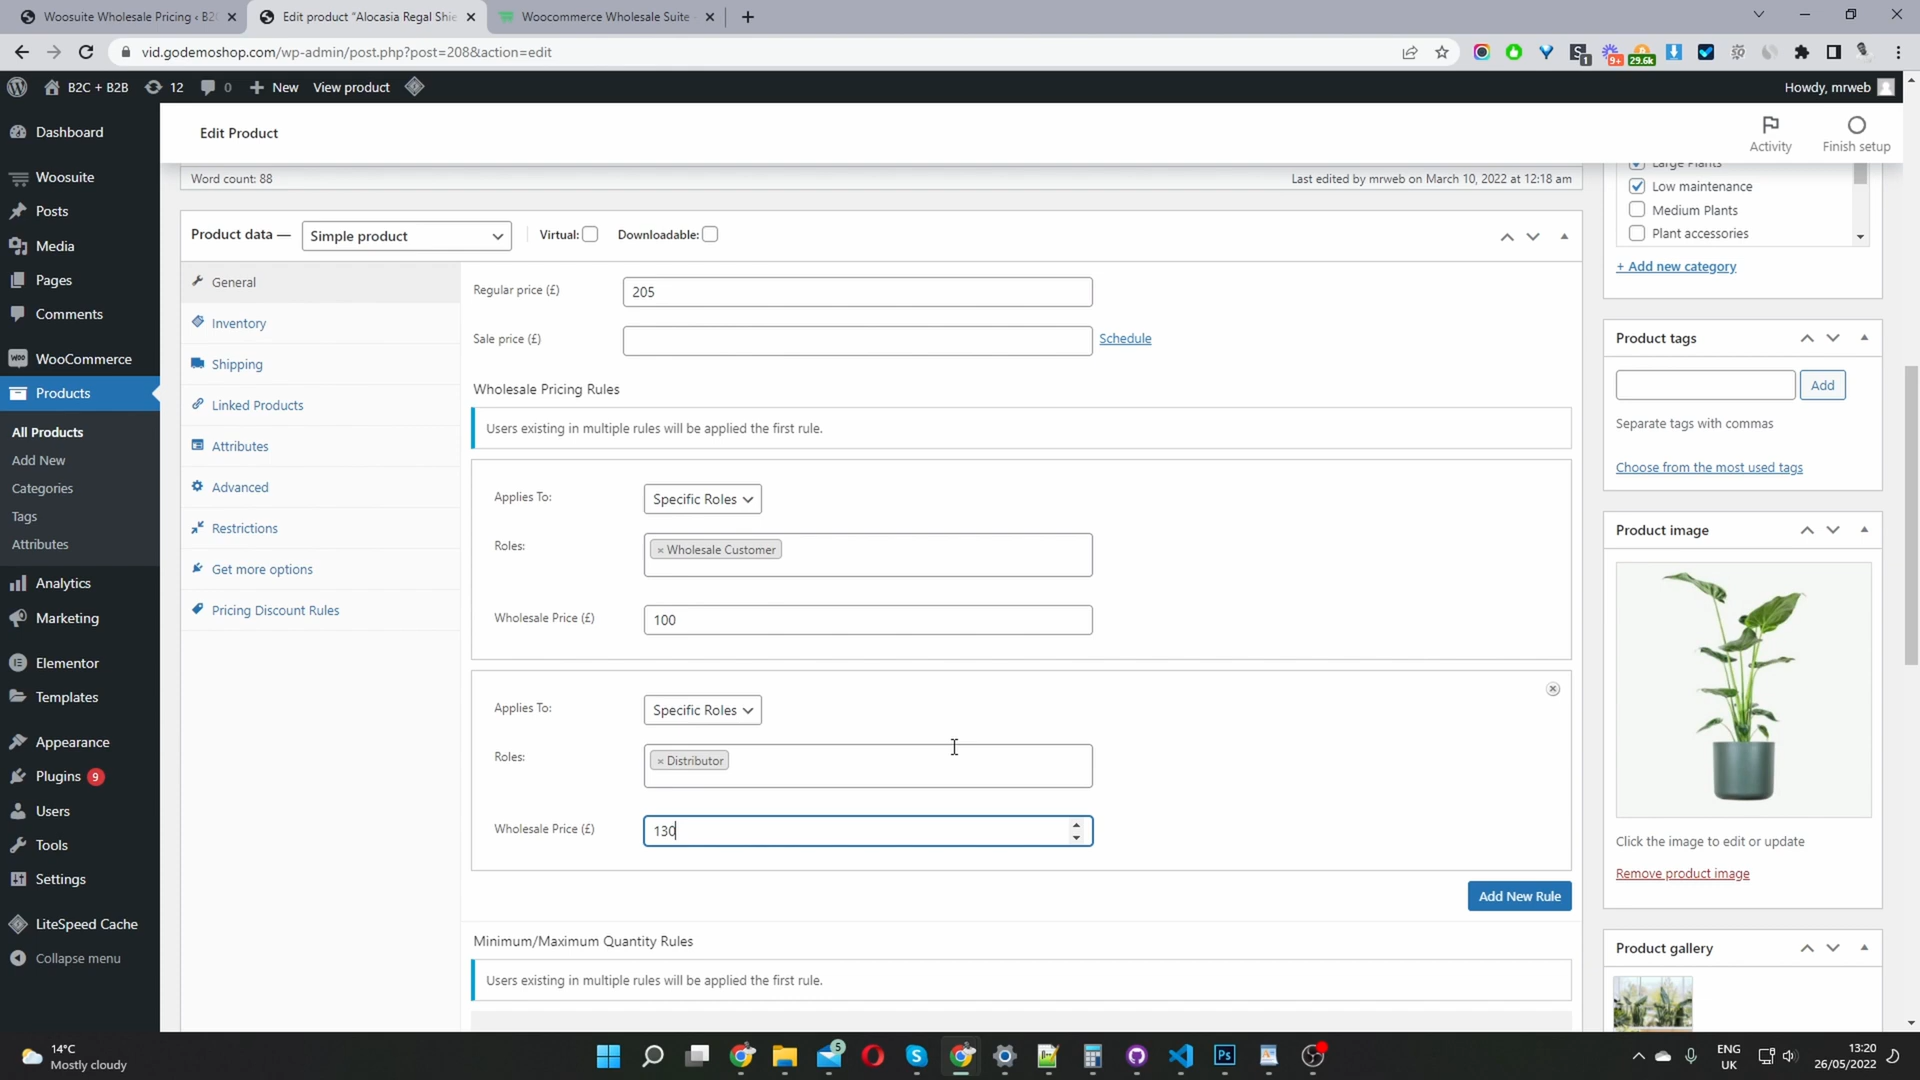 Woosuite Wholesale Pricing ‹ B2C
Edit product "Alocasia Regal Shie
Woocommerce Wholesale Suite
vid.godemoshop.com/wp-admin/post.php?post=208&action=edit
1
9+
29.6k
B2C + B2B
12
0
New
View product
Howdy, mrweb
Edit Product
Activity
Finish setup
Dashboard
Woosuite
Posts
Media
Pages
Comments
WooCommerce
Products
All Products
Add New
Categories
Tags
Attributes
Analytics
Marketing
Elementor
Templates
Appearance
Plugins 9
Users
Tools
Settings
LiteSpeed Cache
Collapse menu
Word count: 88
Last edited by mrweb on March 10, 2022 at 12:18 am
Product data —
Simple product
Virtual:
Downloadable:
General
Inventory
Shipping
Linked Products
Attributes
Advanced
Restrictions
Get more options
Pricing Discount Rules
Regular price (£)
205
Sale price (£)
Schedule
Wholesale Pricing Rules
Users existing in multiple rules will be applied the first rule.
Applies To:
Specific Roles
Roles:
× Wholesale Customer
Wholesale Price (£)
100
Applies To:
Specific Roles
Roles:
× Distributor
Wholesale Price (£)
130
Add New Rule
Minimum/Maximum Quantity Rules
Users existing in multiple rules will be applied the first rule.
Large Plants
Low maintenance
Medium Plants
Plant accessories
+ Add new category
Product tags
Add
Separate tags with commas
Choose from the most used tags
Product image
Click the image to edit or update
Remove product image
Product gallery
14°C
Mostly cloudy
5
Ps
ENG
UK
13:20
26/05/2022